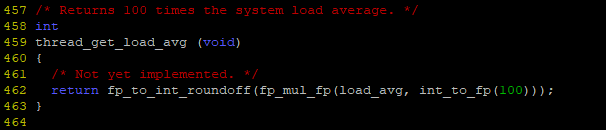 457 /* Returns 100 times the system load average. */
458 int
459 thread_get_load_avg (void)
460 {
461   /* Not yet implemented. */
462   return fp_to_int_roundoff(fp_mul_fp(load_avg, int_to_fp(100)));
463 }
464